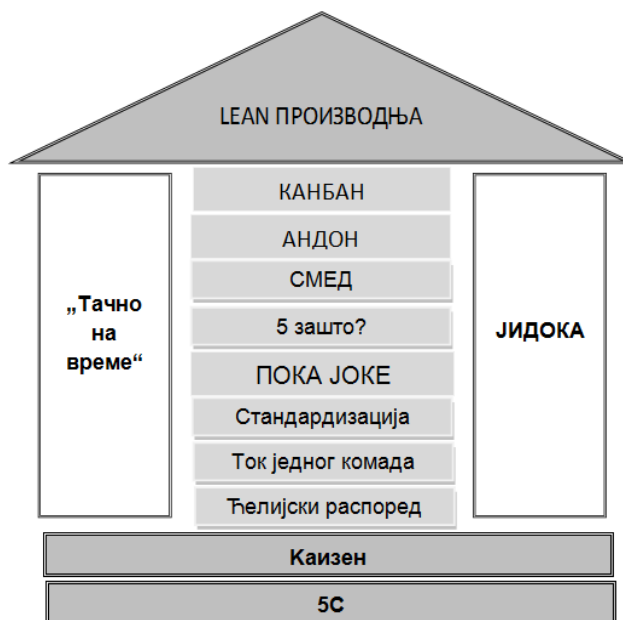 LEAN ПРОИЗВОДЊА
КАНБАН
АНДОН
СМЕД
5 зашто?
ПОКА ЈОКЕ
Стандардизација
Ток једног комада
Ћелијски распоред
„Тачно
на
време“
ЈИДОКА
Каизен
5С